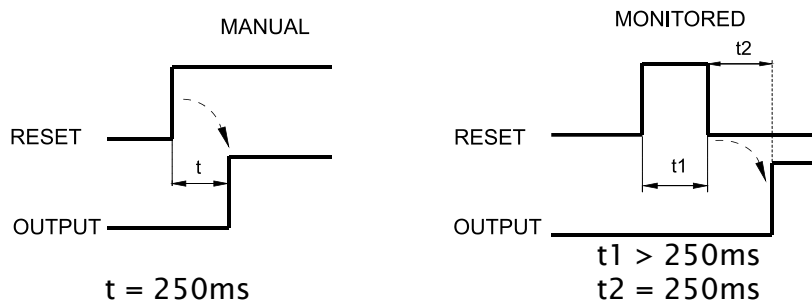 MANUAL
RESET
t
OUTPUT
t = 250ms
MONITORED
t2
RESET
t1
OUTPUT
t1 > 250ms
t2 = 250ms